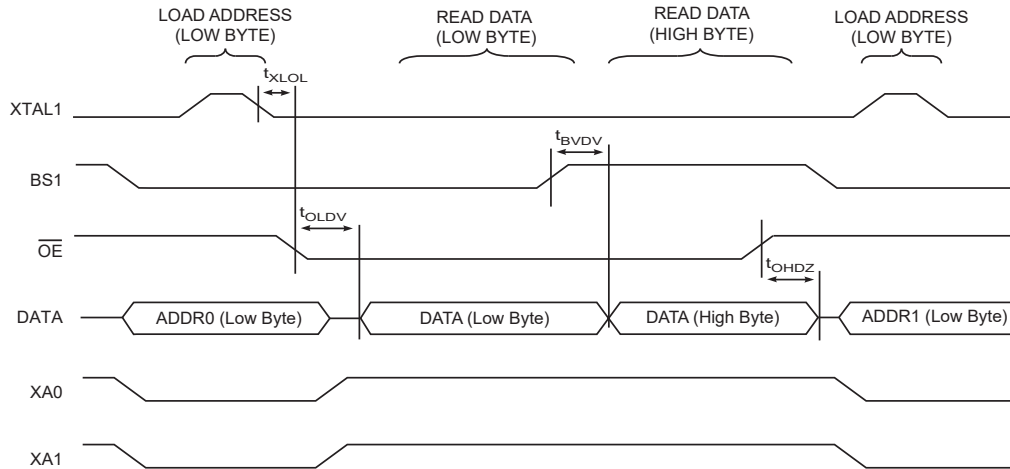 LOAD ADDRESS
(LOW BYTE)
READ DATA
(LOW BYTE)
READ DATA
(HIGH BYTE)
LOAD ADDRESS
(LOW BYTE)
tXLOL
XTAL1
tBVDV
BS1
tOLDV
OE
tOHDZ
DATA
ADDR0 (Low Byte)
DATA (Low Byte)
DATA (High Byte)
ADDR1 (Low Byte)
XA0
XA1